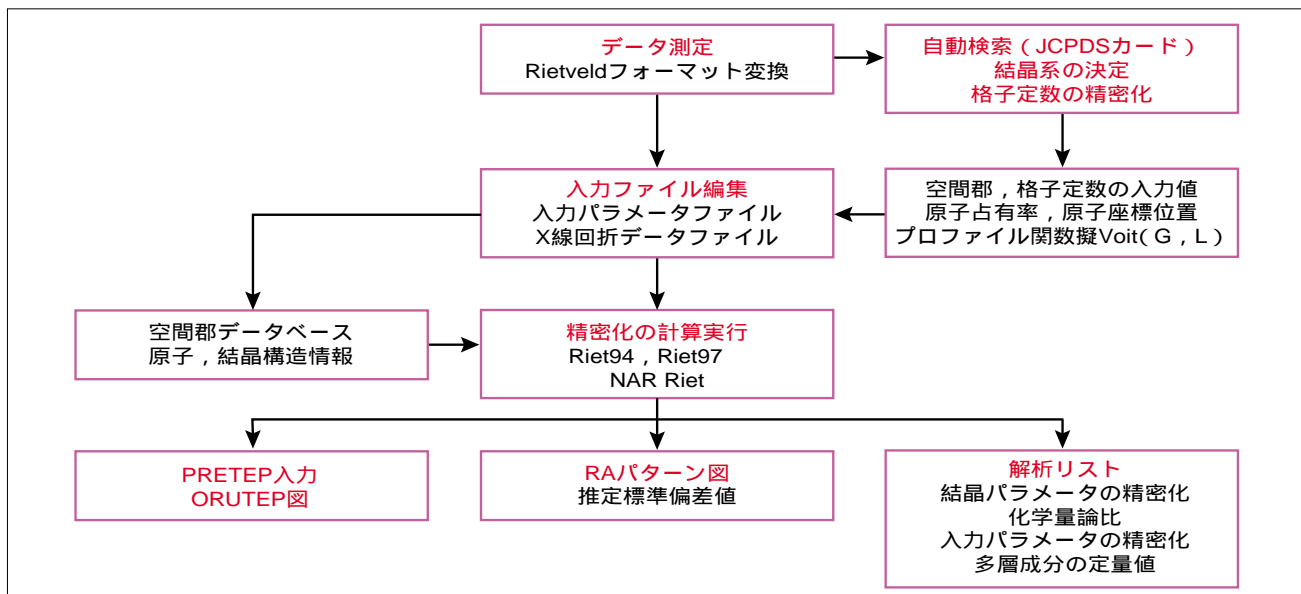 データ測定
Rietveldフォーマット変換
自動検索（JCPDSカード）
結晶系の決定
格子定数の精密化
入力ファイル編集
入力パラメータファイル
X線回折データファイル
空間郡，格子定数の入力値
原子占有率，原子座標位置
プロファイル関数擬Voit（G，L）
空間郡データベース
原子，結晶構造情報
精密化の計算実行
Riet94，Riet97
NAR Riet
PRETEP入力
ORUTEP図
RAパターン図
推定標準偏差値
解析リスト
結晶パラメータの精密化
化学量論比
入力パラメータの精密化
多層成分の定量値